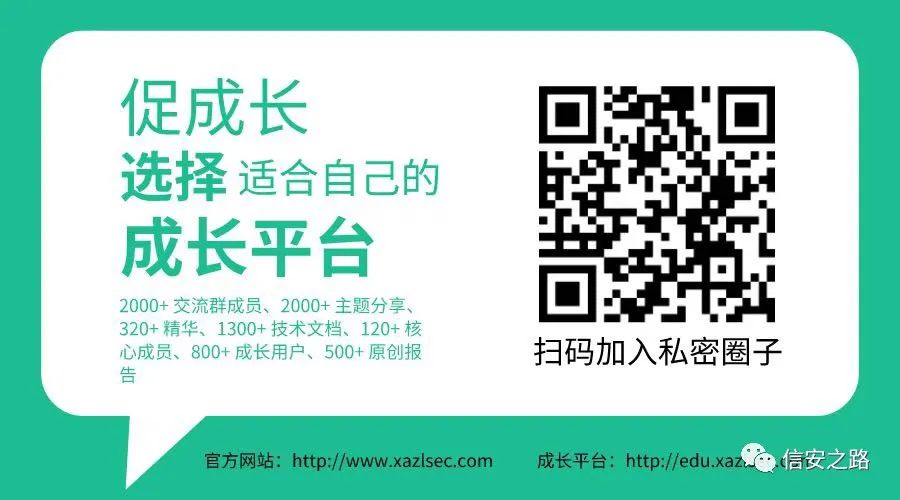 促成长
选择 适合自己的
成长平台
2000+ 交流群成员、2000+ 主题分享、
320+ 精华、1300+ 技术文档、120+ 核
心成员、800+ 成长用户、500+ 原创报
告
扫码加入私密圈子
官方网站：http://www.xazlsec.com
成长平台：http://edu.xazlsec.com
信安之路